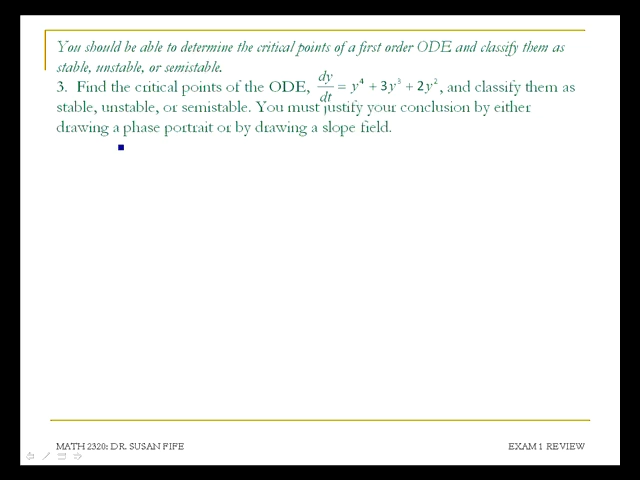 You should be able to determine the critical points of a first order ODE and classify them as
stable, unstable, or semistable.
3. Find the critical points of the ODE, dy/dt = y⁴ + 3y³ + 2y², and classify them as
stable, unstable, or semistable. You must justify your conclusion by either
drawing a phase portrait or by drawing a slope field.
MATH 2320: DR. SUSAN FIFE
EXAM 1 REVIEW